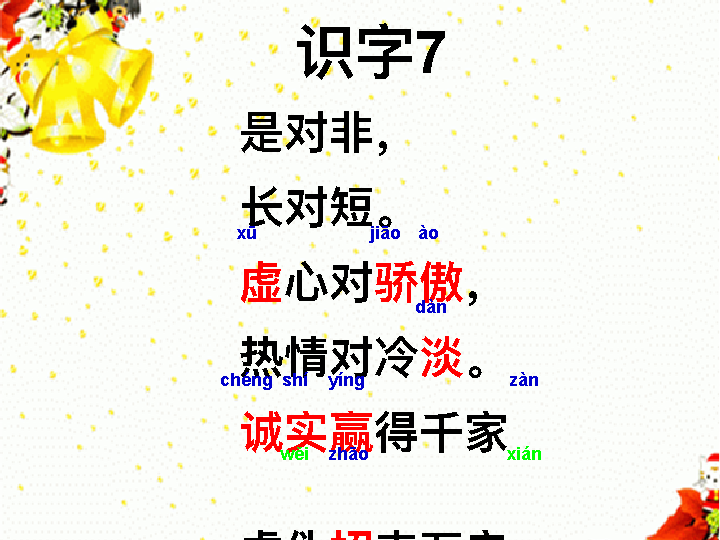 识字7
是对非，
长对短。
xū jiāo ào
虚心对骄傲，
dàn
热情对冷淡。
chéng shí yíng zàn
诚实赢得千家
wěi zhāo xián